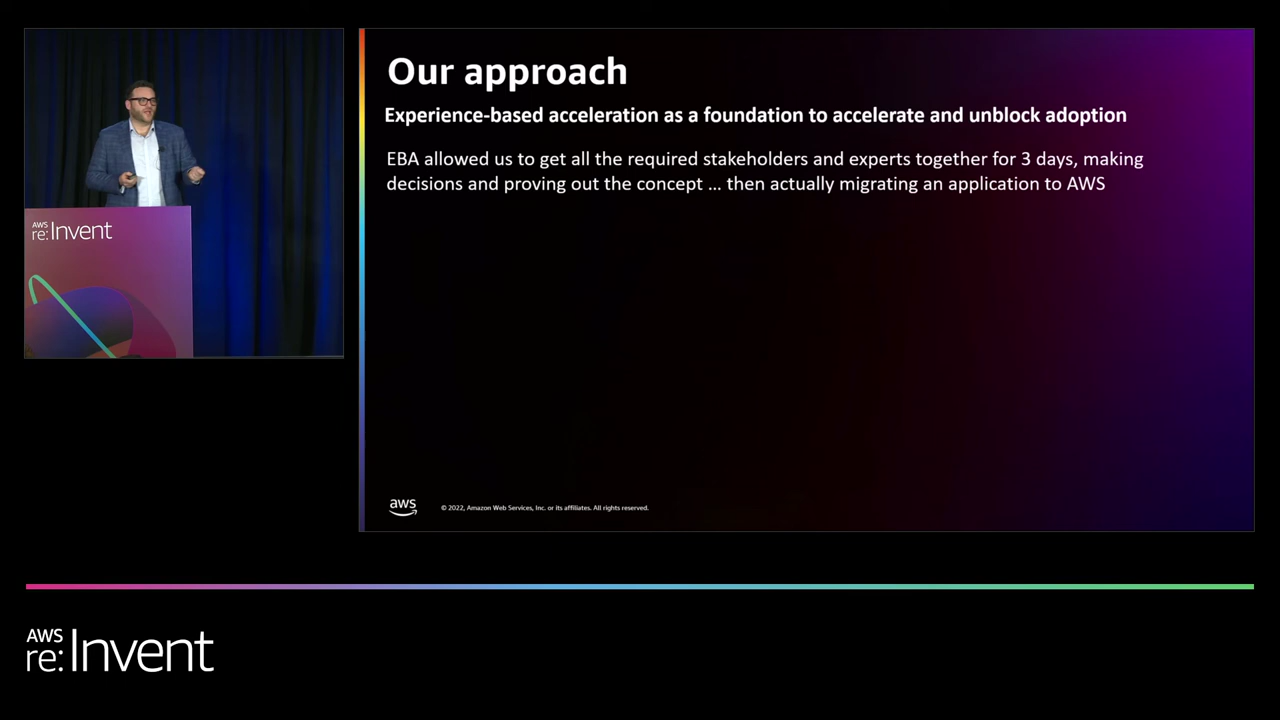 AWS
re:Invent
Our approach
Experience-based acceleration as a foundation to accelerate and unblock adoption
EBA allowed us to get all the required stakeholders and experts together for 3 days, making
decisions and proving out the concept … then actually migrating an application to AWS
aws
© 2022, Amazon Web Services, Inc. or its affiliates. All rights reserved.
AWS
re:Invent